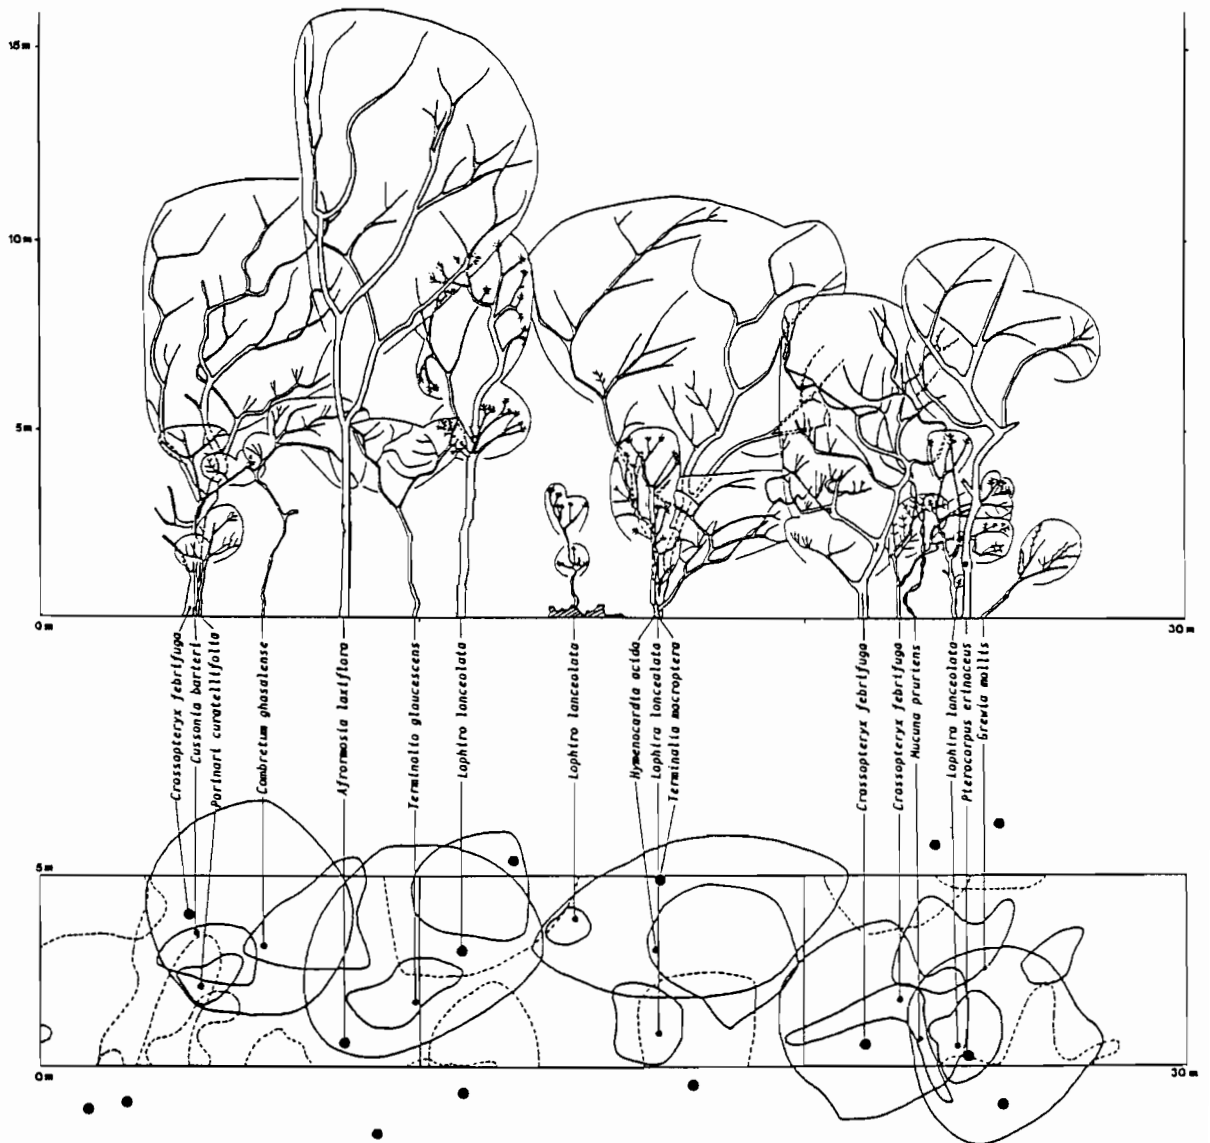 15m
10m
5m
0m
30m
Crossopteryx febrifuga
Cussonia barteri
Parinari curatellifolia
Combretum ghasalense
Afrormosia laxiflora
Terminalia glaucescens
Lophira lanceolata
Lophira lanceolata
Hymenocardia acida
Lophira lancealata
Terminalia macroptera
Crossopteryx febrifuga
Crossopteryx febrifuga
Mucuna pruriens
Lophira lanceolata
Pterocarpus erinaceus
Grewia mollis
5m
0m
30m